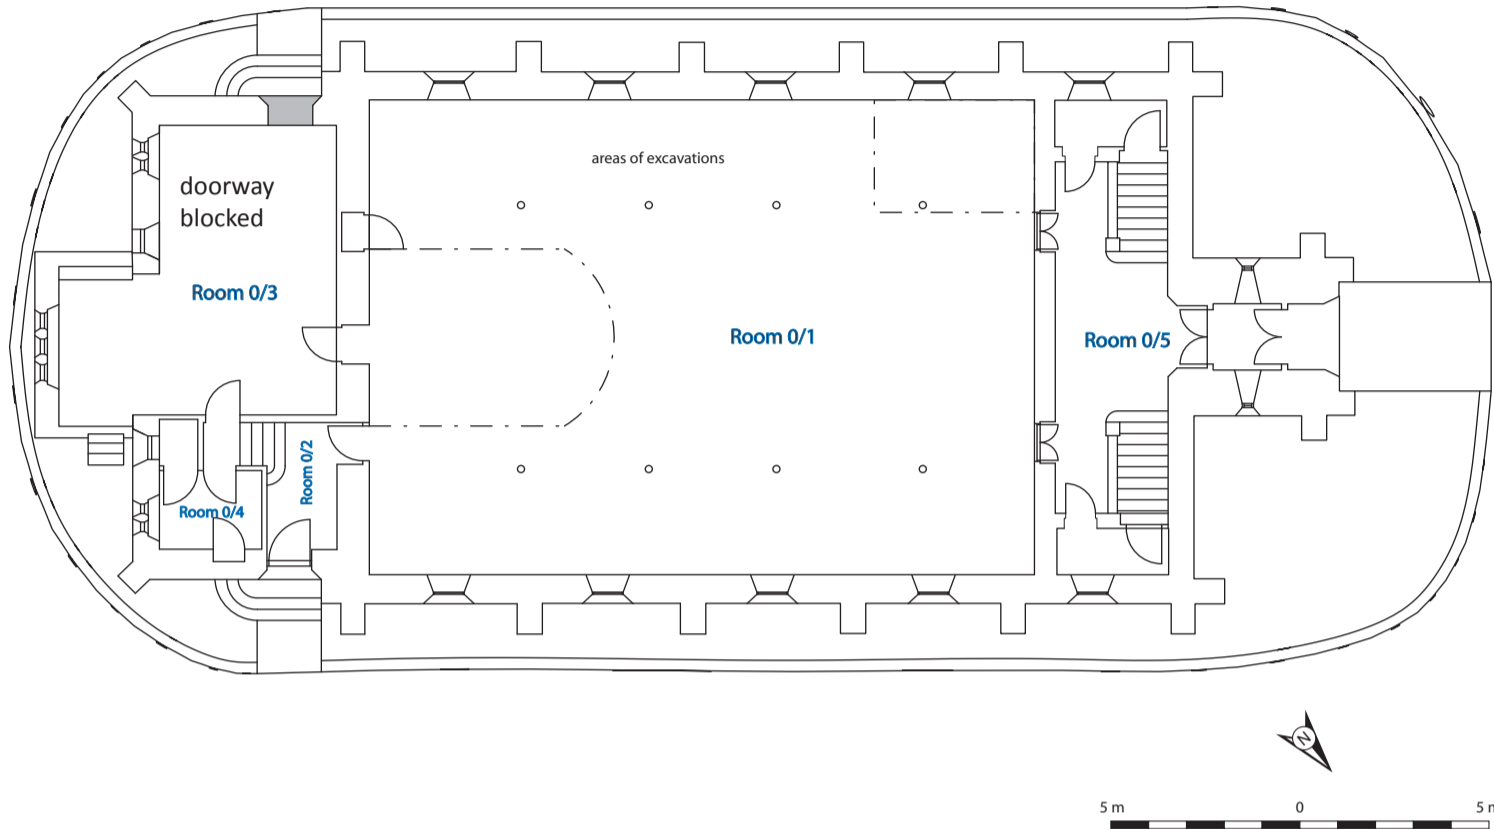 areas of excavations
doorway
blocked
Room 0/3
Room 0/1
Room 0/5
Room 0/2
Room 0/4
N
5 m
0
5 m